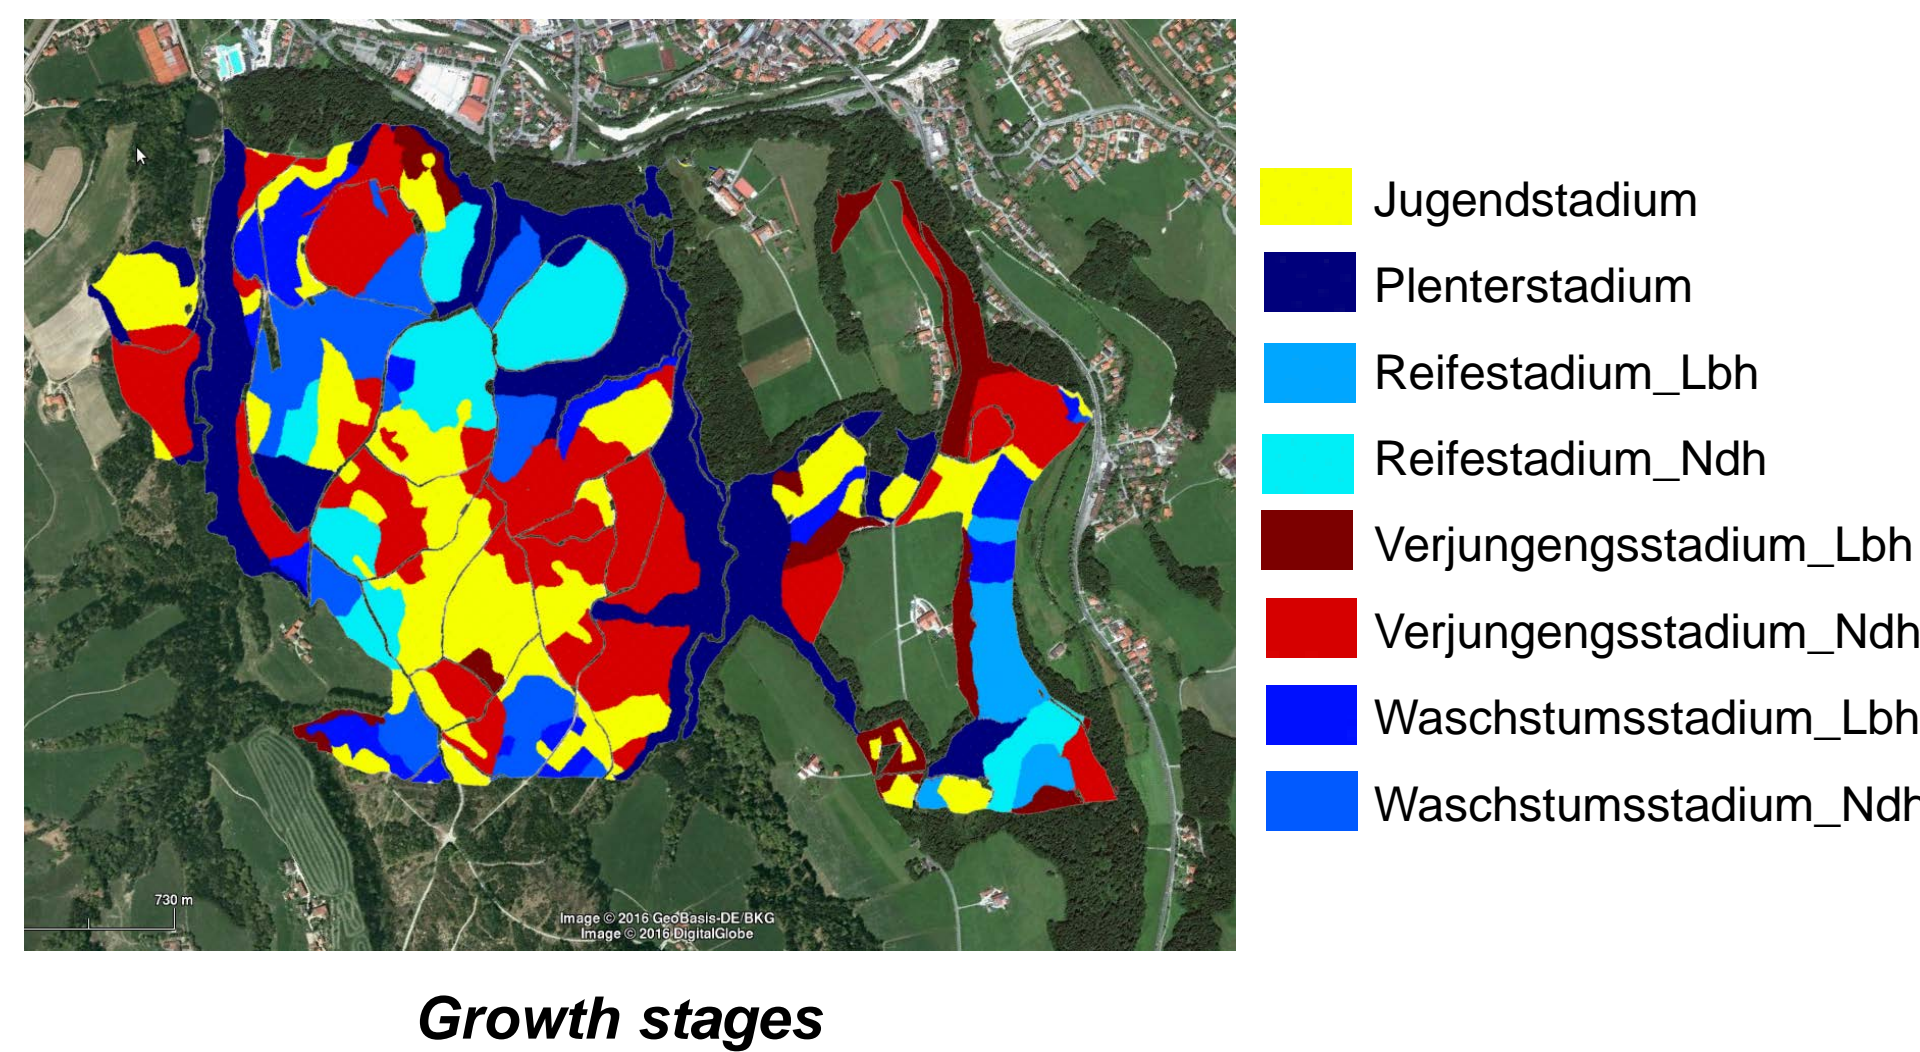 Jugendstadium
Plenterstadium
Reifestadium_Lbh
Reifestadium_Ndh
Verjungengsstadium_Lbh
Verjungengsstadium_Ndh
Waschstumsstadium_Lbh
Waschstumsstadium_Ndh
730 m
Image © 2016 GeoBasis-DE/BKG
Image © 2016 DigitalGlobe
Growth stages